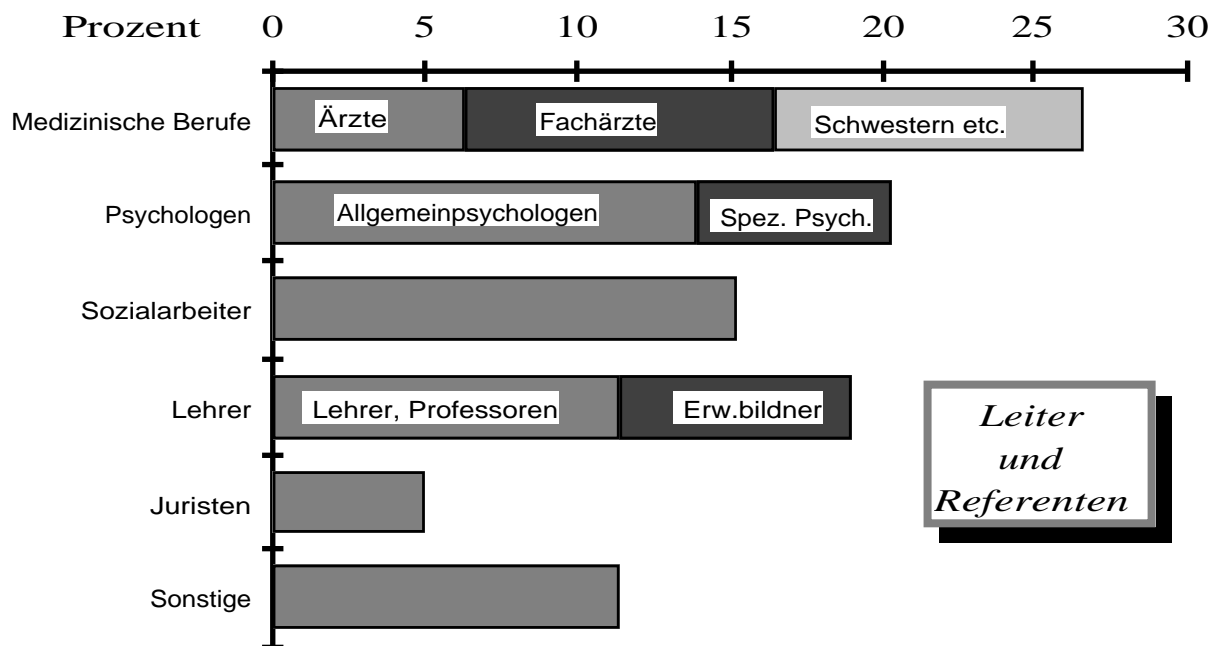 Prozent 0 5 10 15 20 25 30
Medizinische Berufe Ärzte Fachärzte Schwestern etc.
Psychologen Allgemeinpsychologen Spez. Psych.
Sozialarbeiter
Lehrer Lehrer, Professoren Erw.bildner
Juristen
Sonstige
Leiter
und
Referenten